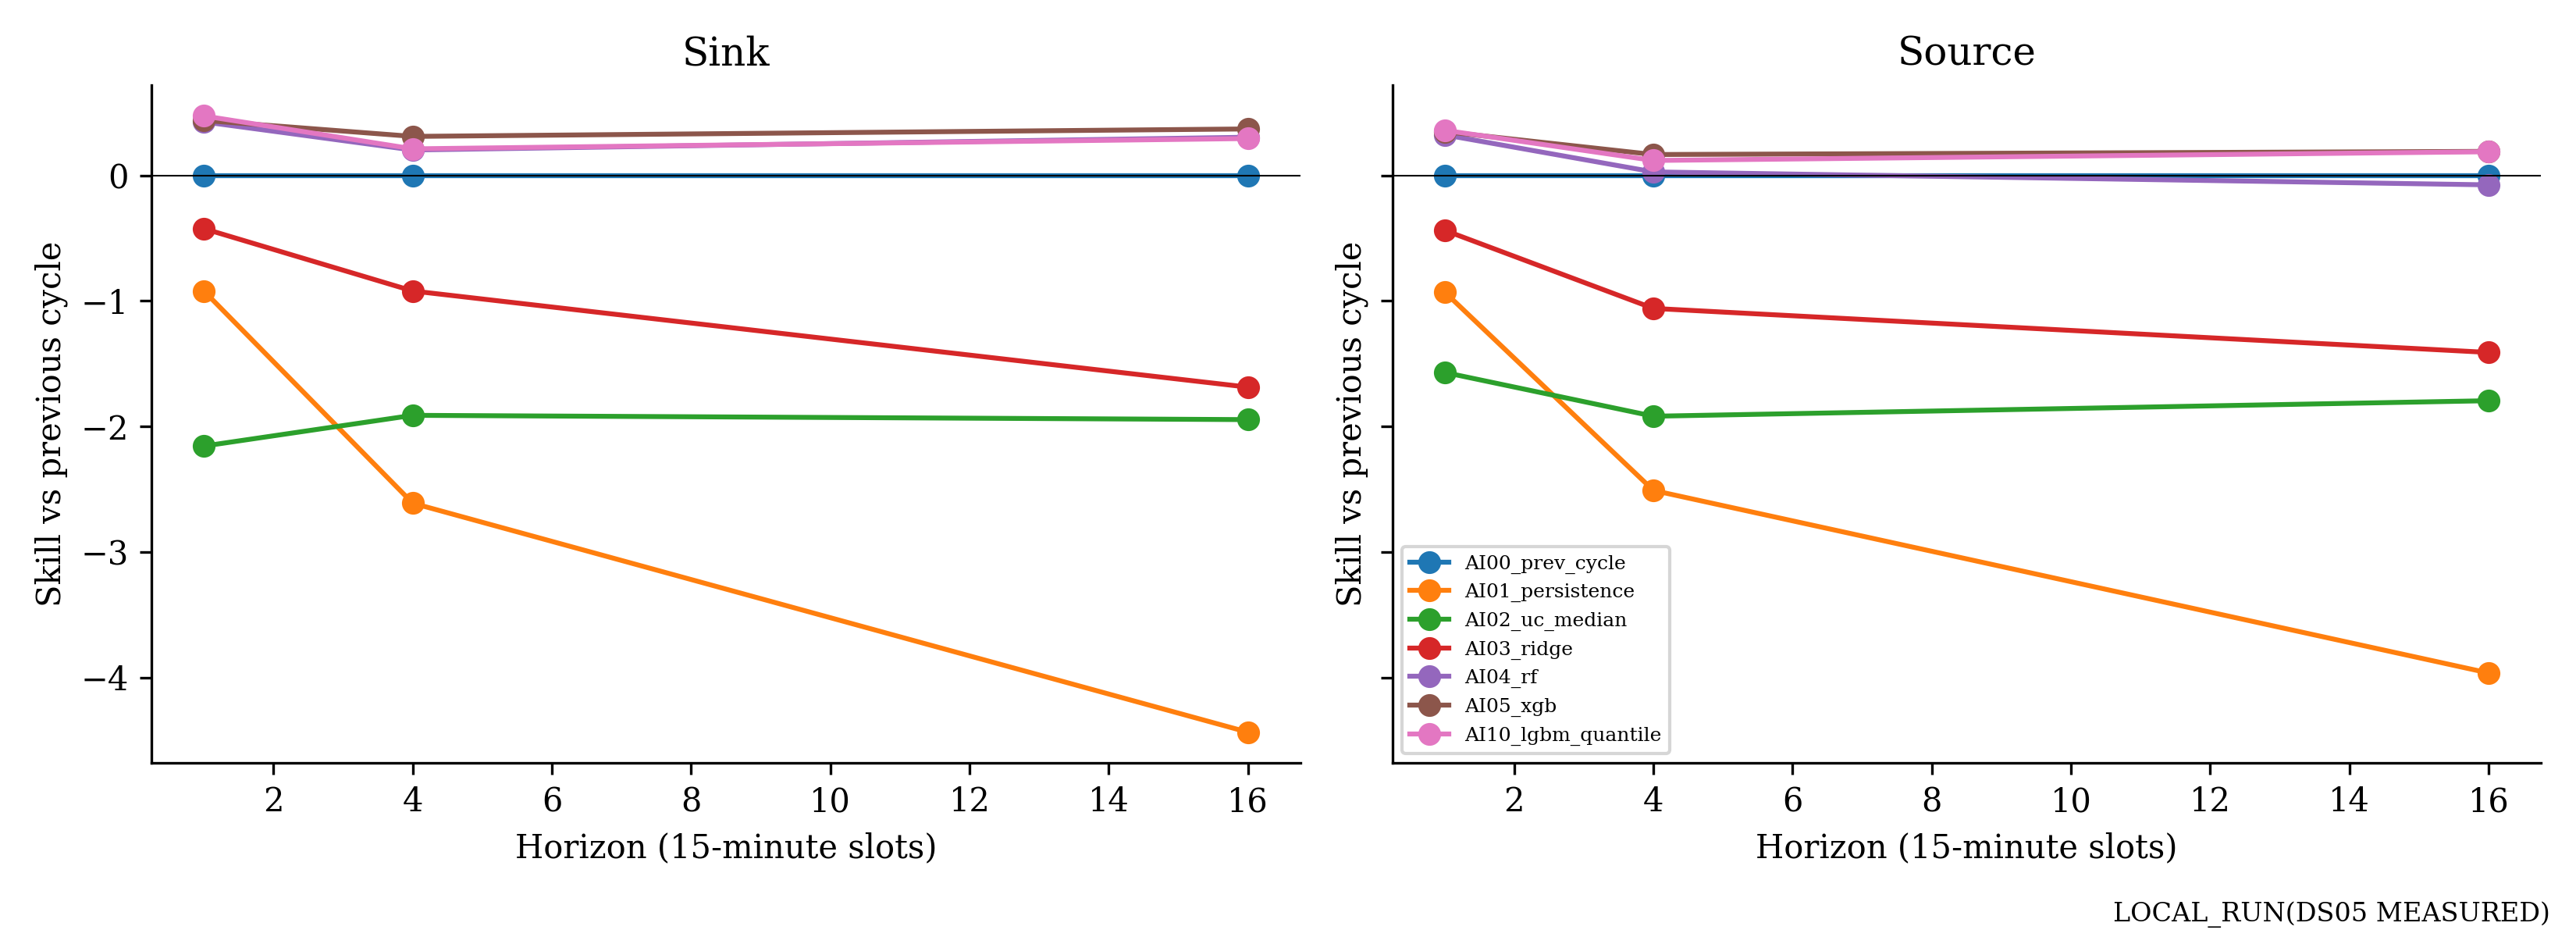 Sink
Skill vs previous cycle
0
−1
−2
−3
−4
2 4 6 8 10 12 14 16
Horizon (15-minute slots)
Source
Skill vs previous cycle
AI00_prev_cycle
AI01_persistence
AI02_uc_median
AI03_ridge
AI04_rf
AI05_xgb
AI10_lgbm_quantile
2 4 6 8 10 12 14 16
Horizon (15-minute slots)
LOCAL_RUN(DS05 MEASURED)